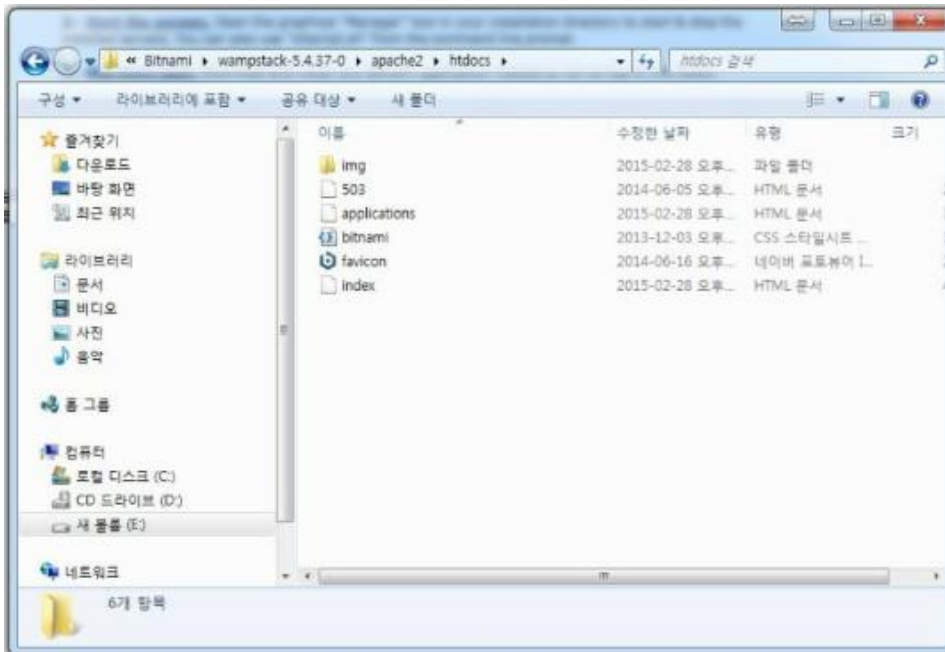 « Bitnami ▸ wampstack-5.4.37-0 ▸ apache2 ▸ htdocs ▸
htdocs 검색
구성 ▾ 라이브러리에 포함 ▾ 공유 대상 ▾ 새 폴더
즐겨찾기
다운로드
바탕 화면
최근 위치
라이브러리
문서
비디오
사진
음악
홈 그룹
컴퓨터
로컬 디스크 (C:)
CD 드라이브 (D:)
새 볼륨 (E:)
네트워크
이름 수정한 날짜 유형 크기
img 2015-02-28 오후... 파일 폴더
503 2014-06-05 오후... HTML 문서
applications 2015-02-28 오후... HTML 문서
bitnami 2013-12-03 오후... CSS 스타일시트 ...
favicon 2014-06-16 오후... 네이버 포토뷰어 I...
index 2015-02-28 오후... HTML 문서
6개 항목